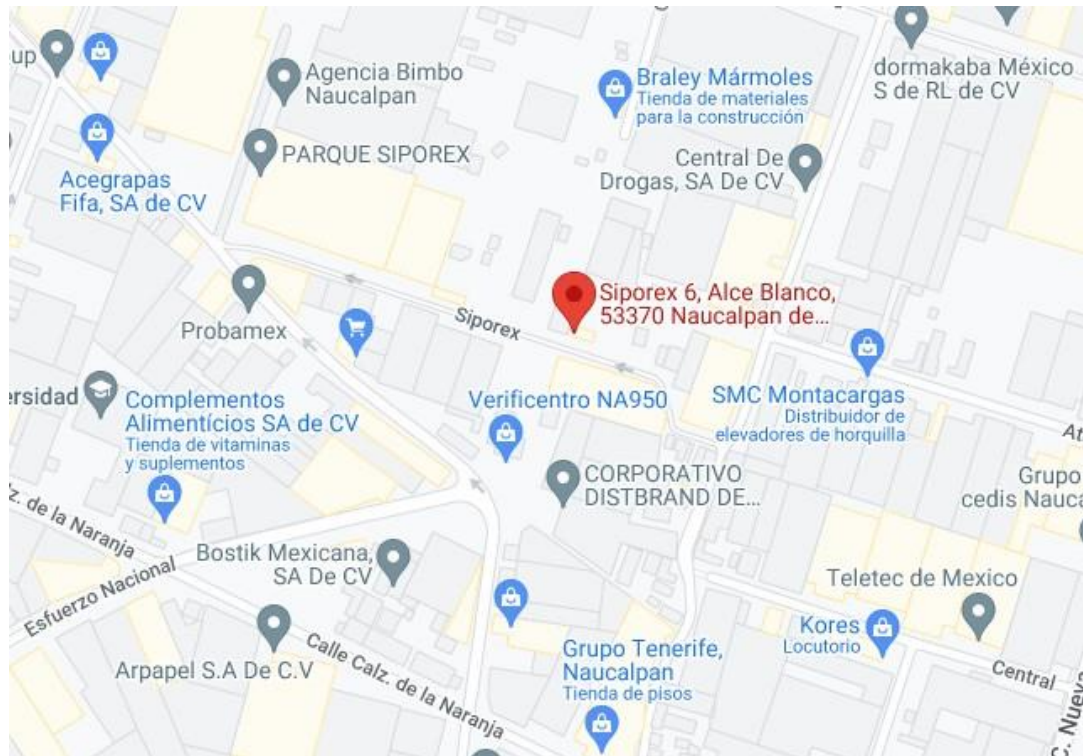 up
Agencia Bimbo
Naucalpan
Braley Mármoles
Tienda de materiales
para la construcción
dormakaba México
S de RL de CV
PARQUE SIPOREX
Central De
Drogas, SA De CV
Acegrapas
Fifa, SA de CV
Siporex 6, Alce Blanco,
53370 Naucalpan de...
Siporex
Probamex
ersidad
Complementos
Alimentícios SA de CV
Tienda de vitaminas
y suplementos
Verificentro NA950
SMC Montacargas
Distribuidor de
elevadores de horquilla
At
CORPORATIVO
DISTBRAND DE...
Grupo
cedis Nauca
z. de la Naranja
Bostik Mexicana,
SA De CV
Esfuerzo Nacional
Teletec de Mexico
Kores
Locutorio
Arpapel S.A De C.V
Calle Calz. de la Naranja
Grupo Tenerife,
Naucalpan
Tienda de pisos
Central
C. Nueva